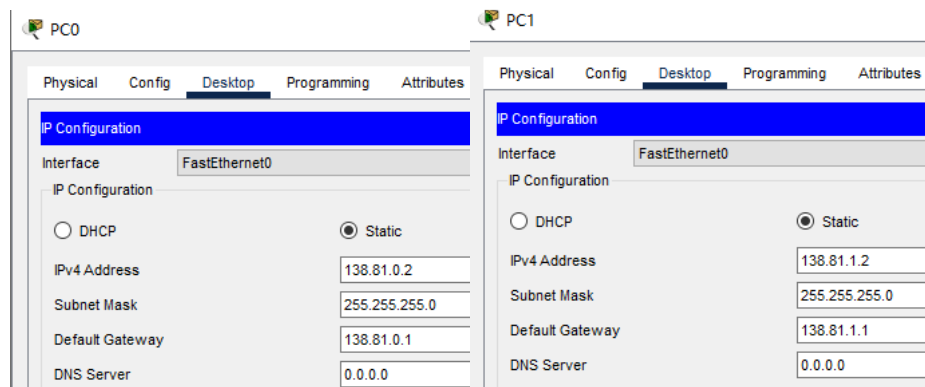 PC0
Physical Config Desktop Programming Attributes
IP Configuration
Interface FastEthernet0
IP Configuration
DHCP Static
IPv4 Address 138.81.0.2
Subnet Mask 255.255.255.0
Default Gateway 138.81.0.1
DNS Server 0.0.0.0
PC1
Physical Config Desktop Programming Attributes
IP Configuration
Interface FastEthernet0
IP Configuration
DHCP Static
IPv4 Address 138.81.1.2
Subnet Mask 255.255.255.0
Default Gateway 138.81.1.1
DNS Server 0.0.0.0